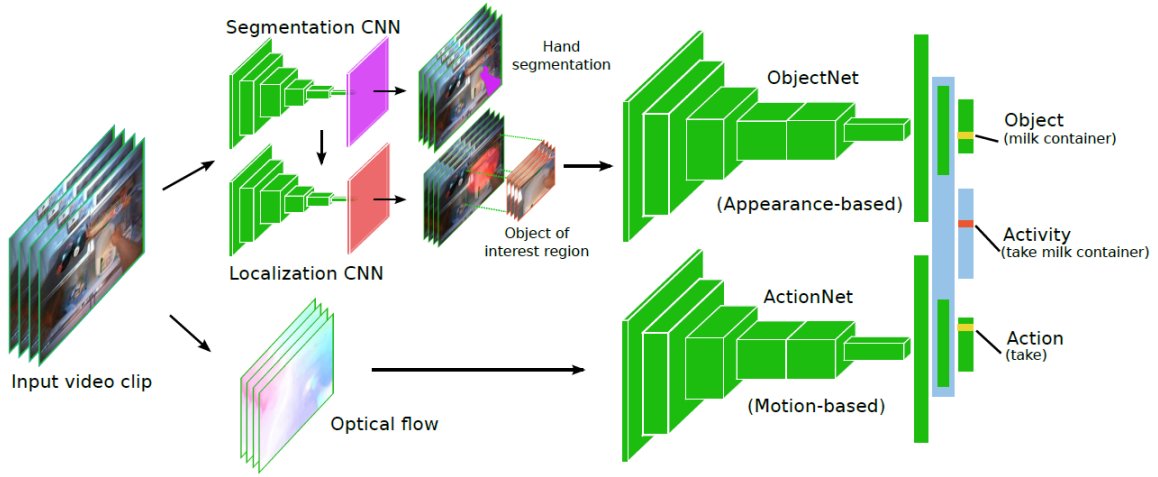 Segmentation CNN
Hand
segmentation
ObjectNet
Object
(milk container)
(Appearance-based)
Object of
interest region
Activity
(take milk container)
Localization CNN
ActionNet
Action
(take)
Input video clip
(Motion-based)
Optical flow